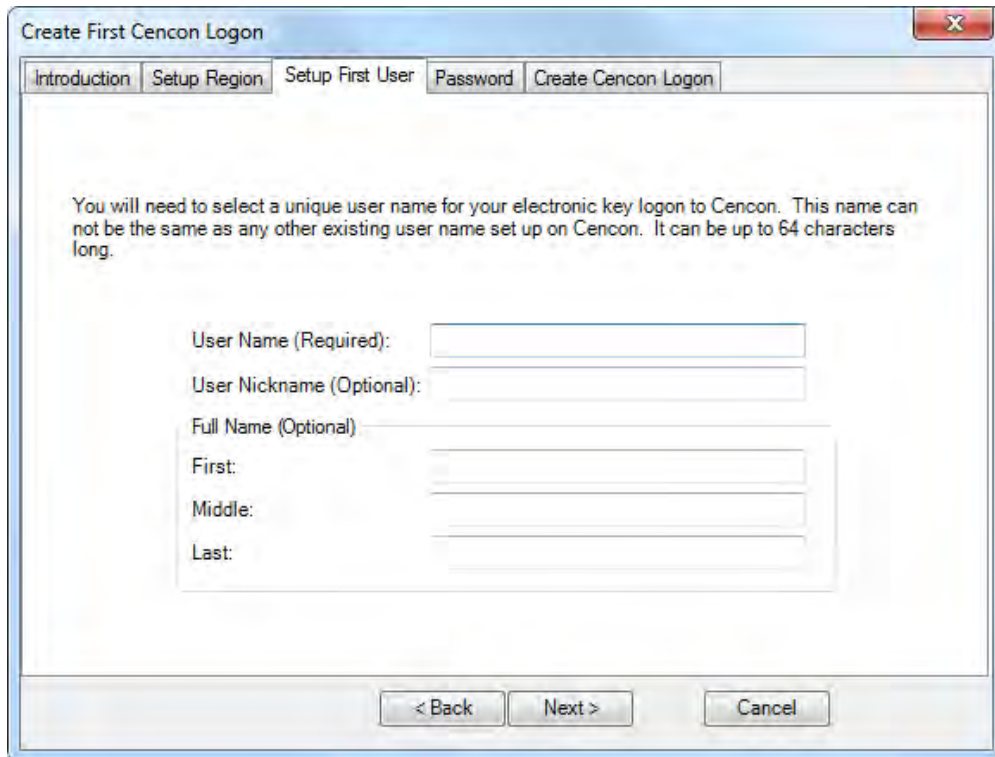 Create First Cencon Logon
Introduction
Setup Region
Setup First User
Password
Create Cencon Logon
You will need to select a unique user name for your electronic key logon to Cencon. This name can
not be the same as any other existing user name set up on Cencon. It can be up to 64 characters
long.
User Name (Required):
User Nickname (Optional):
Full Name (Optional)
First:
Middle:
Last:
< Back
Next >
Cancel